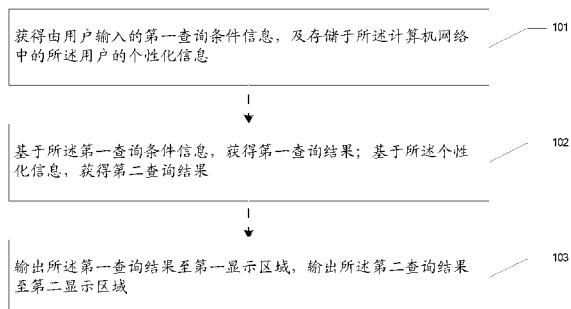 获得由用户输入的第一查询条件信息，及存储于所述计算机网络
中的所述用户的个性化信息
101
基于所述第一查询条件信息，获得第一查询结果；基于所述个性
化信息，获得第二查询结果
102
输出所述第一查询结果至第一显示区域，输出所述第二查询结果
至第二显示区域
103